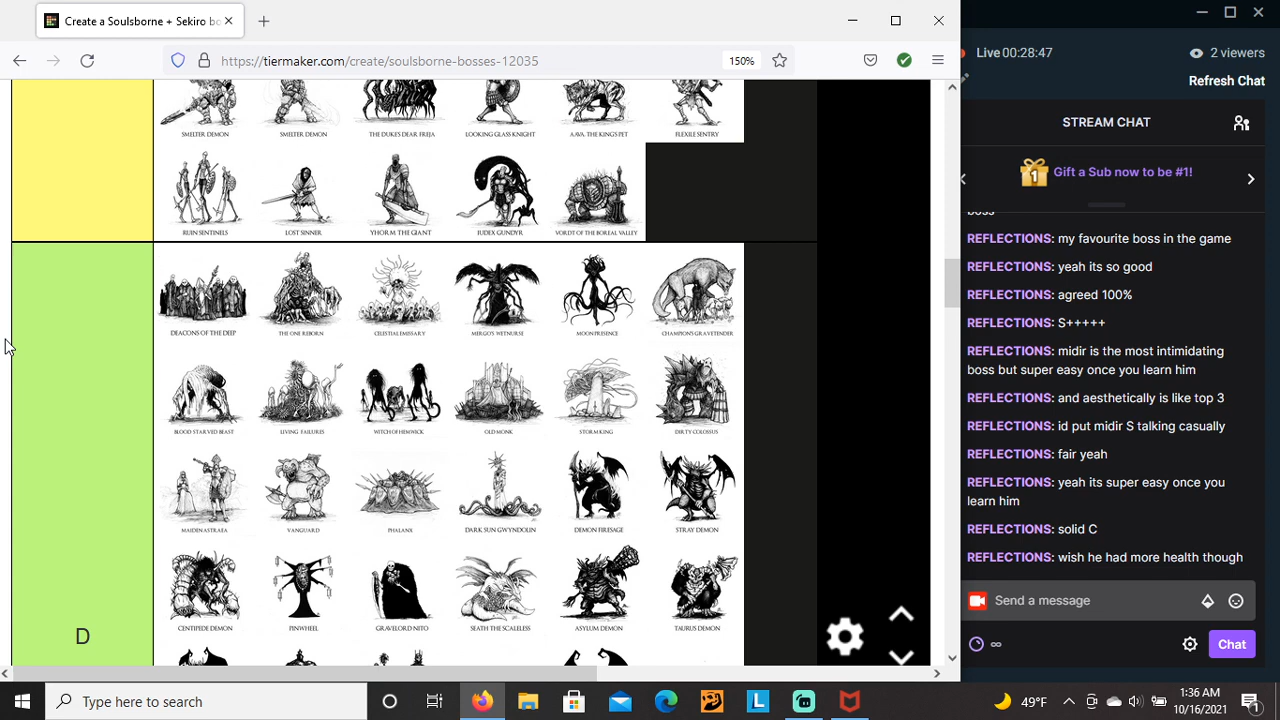 Create a Soulsborne + Sekiro bo
Live 00:28:47
2 viewers
https://tiermaker.com/create/soulsborne-bosses-12035
150%
Refresh Chat
STREAM CHAT
1
Gift a Sub now to be #1!
boss
REFLECTIONS: my favourite boss in the game
REFLECTIONS: yeah its so good
REFLECTIONS: agreed 100%
REFLECTIONS: S+++++
REFLECTIONS: midir is the most intimidating
boss but super easy once you learn him
REFLECTIONS: and aesthetically is like top 3
REFLECTIONS: id put midir S talking casually
REFLECTIONS: fair yeah
REFLECTIONS: yeah its super easy once you
learn him
REFLECTIONS: solid C
REFLECTIONS: wish he had more health though
Send a message
Chat
SMELTER DEMON
SMELTER DEMON
THE DUKES DEAR FREJA
LOOKING GLASS KNIGHT
AAVA, THE KINGS PET
FLEXILE SENTRY
RUIN SENTINELS
LOST SINNER
YHORM THE GIANT
IUDEX GUNDYR
VORDT OF THE BOREAL VALLEY
DEACONS OF THE DEEP
THE ONE REBORN
CELESTIAL EMISSARY
MERGO'S WETNURSE
MOON PRESENCE
CHAMPION'S GRAVETENDER
BLOOD STARVED BEAST
LIVING FAILURES
WITCH OF HEMWICK
OLD MONK
STORM KING
DIRTY COLOSSUS
MAIDEN ASTRAEA
VANGUARD
PHALANX
DARK SUN GWYNDOLIN
DEMON FIRESAGE
STRAY DEMON
CENTIPEDE DEMON
PINWHEEL
GRAVELORD NITO
SEATH THE SCALELESS
ASYLUM DEMON
TAURUS DEMON
D
Type here to search
L
49°F
1:36 AM
10/16/2021
1